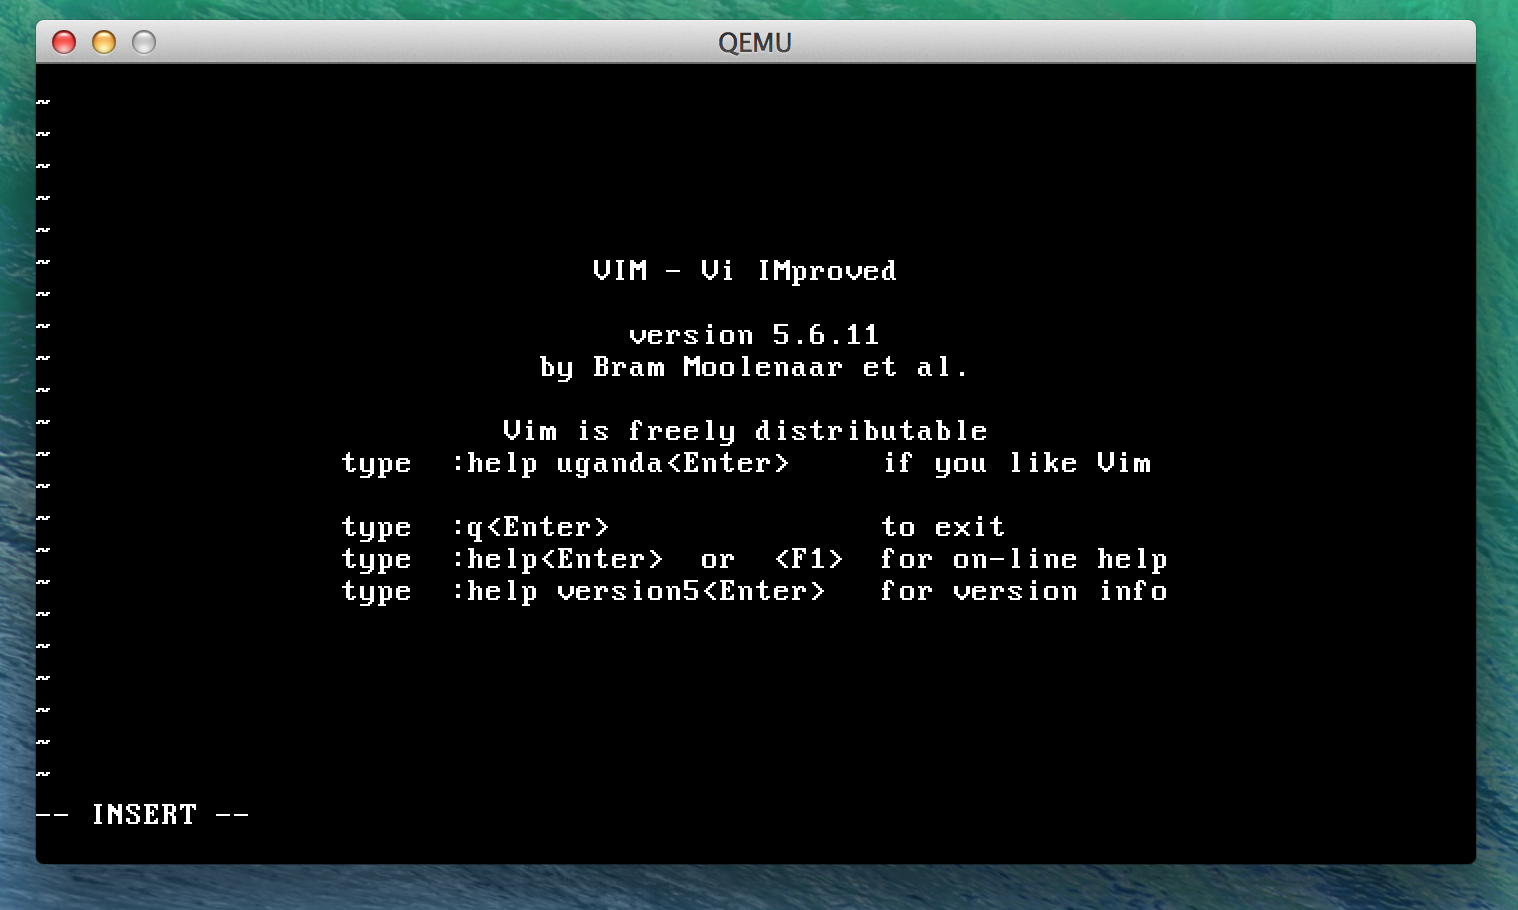 QEMU
~
~
~
~
~
~ VIM - Vi IMproved
~
~ version 5.6.11
~ by Bram Moolenaar et al.
~
~ Vim is freely distributable
~ type :help uganda<Enter> if you like Vim
~
~ type :q<Enter> to exit
~ type :help<Enter> or <F1> for on-line help
~ type :help version5<Enter> for version info
~
~
~
~
~
~
-- INSERT --